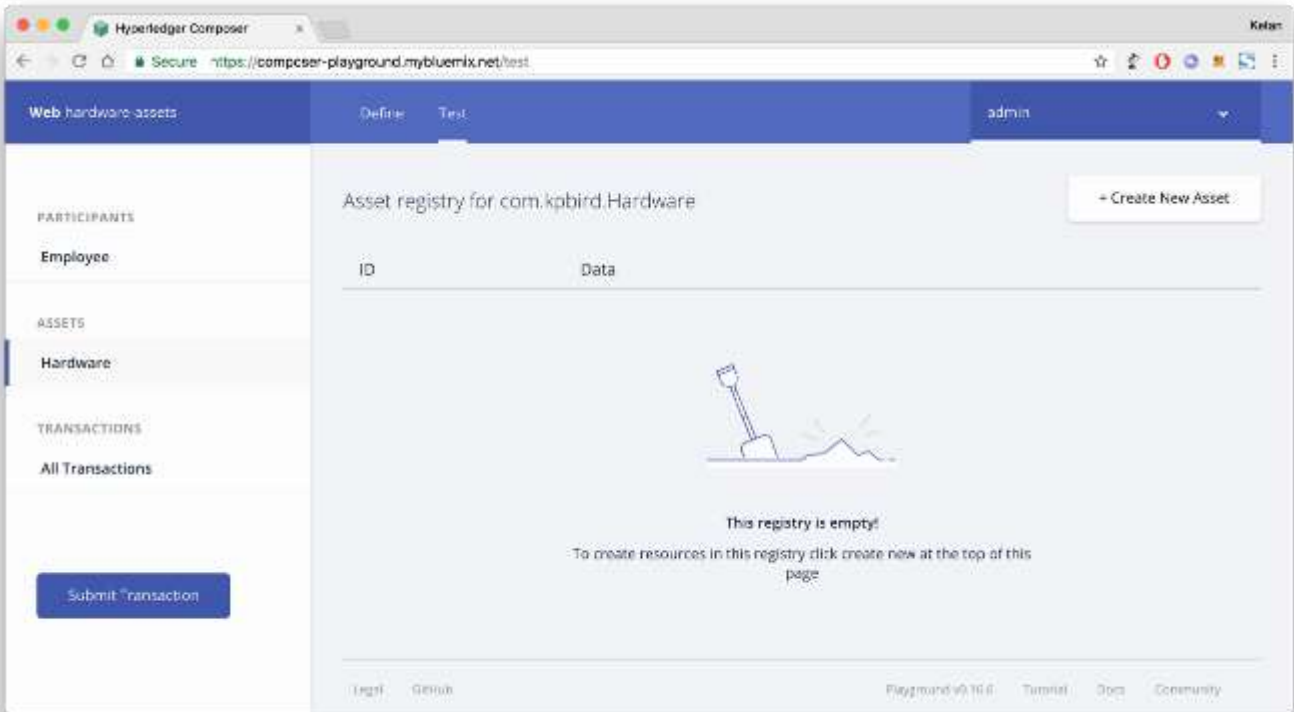 Hyperledger Composer
Kelan
Secure https://composer-playground.mybluemix.net/test
Web hardware-assets
Define Test
admin
Asset registry for com.kpbird.Hardware
+ Create New Asset
PARTICIPANTS
Employee
ID Data
ASSETS
Hardware
TRANSACTIONS
All Transactions
This registry is empty!
To create resources in this registry click create new at the top of this
page
Submit Transaction
Legal GitHub Playground Tutorial Docs Community